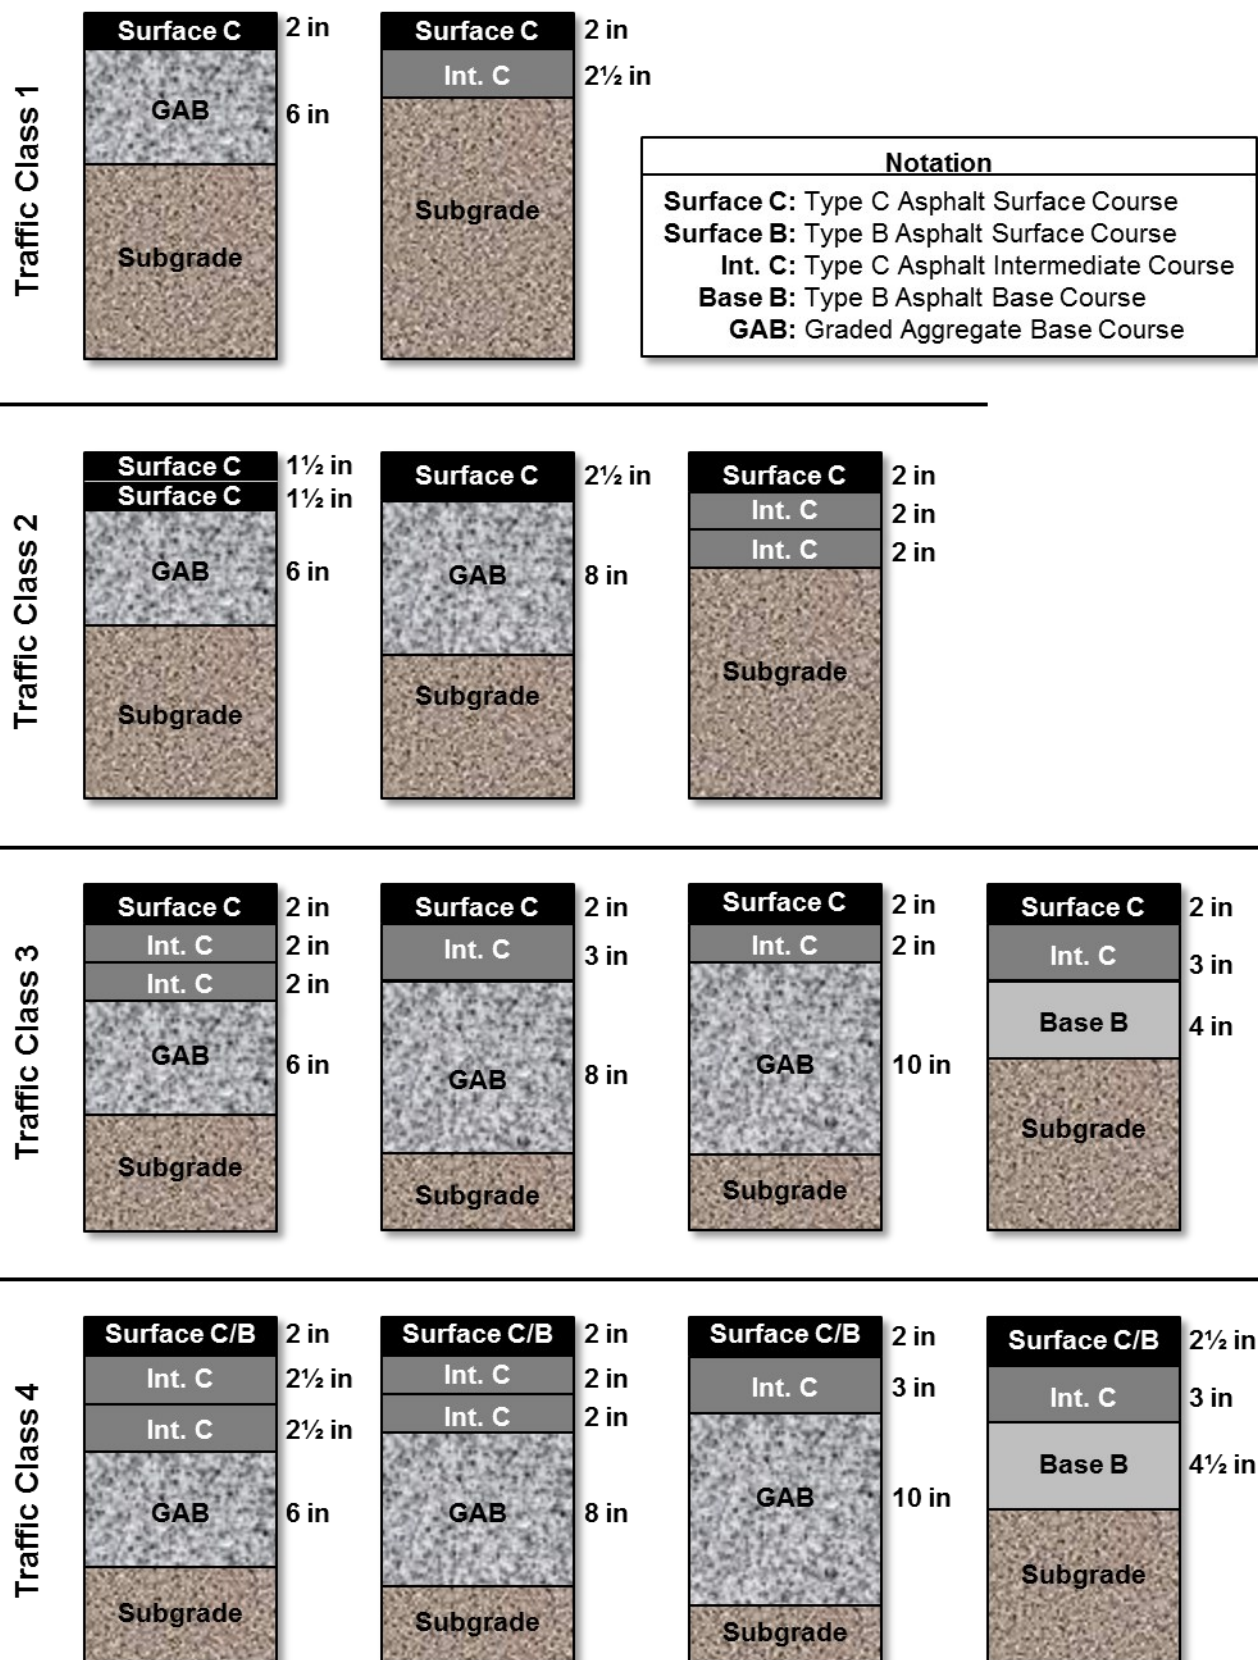 Traffic Class 1
Surface C 2 in
GAB 6 in
Subgrade
Surface C 2 in
Int. C 2½ in
Subgrade
Notation
Surface C: Type C Asphalt Surface Course
Surface B: Type B Asphalt Surface Course
Int. C: Type C Asphalt Intermediate Course
Base B: Type B Asphalt Base Course
GAB: Graded Aggregate Base Course
Traffic Class 2
Surface C 1½ in
Surface C 1½ in
GAB 6 in
Subgrade
Surface C 2½ in
GAB 8 in
Subgrade
Surface C 2 in
Int. C 2 in
Int. C 2 in
Subgrade
Traffic Class 3
Surface C 2 in
Int. C 2 in
Int. C 2 in
GAB 6 in
Subgrade
Surface C 2 in
Int. C 3 in
GAB 8 in
Subgrade
Surface C 2 in
Int. C 2 in
GAB 10 in
Subgrade
Surface C 2 in
Int. C 3 in
Base B 4 in
Subgrade
Traffic Class 4
Surface C/B 2 in
Int. C 2½ in
Int. C 2½ in
GAB 6 in
Subgrade
Surface C/B 2 in
Int. C 2 in
Int. C 2 in
GAB 8 in
Subgrade
Surface C/B 2 in
Int. C 3 in
GAB 10 in
Subgrade
Surface C/B 2½ in
Int. C 3 in
Base B 4½ in
Subgrade